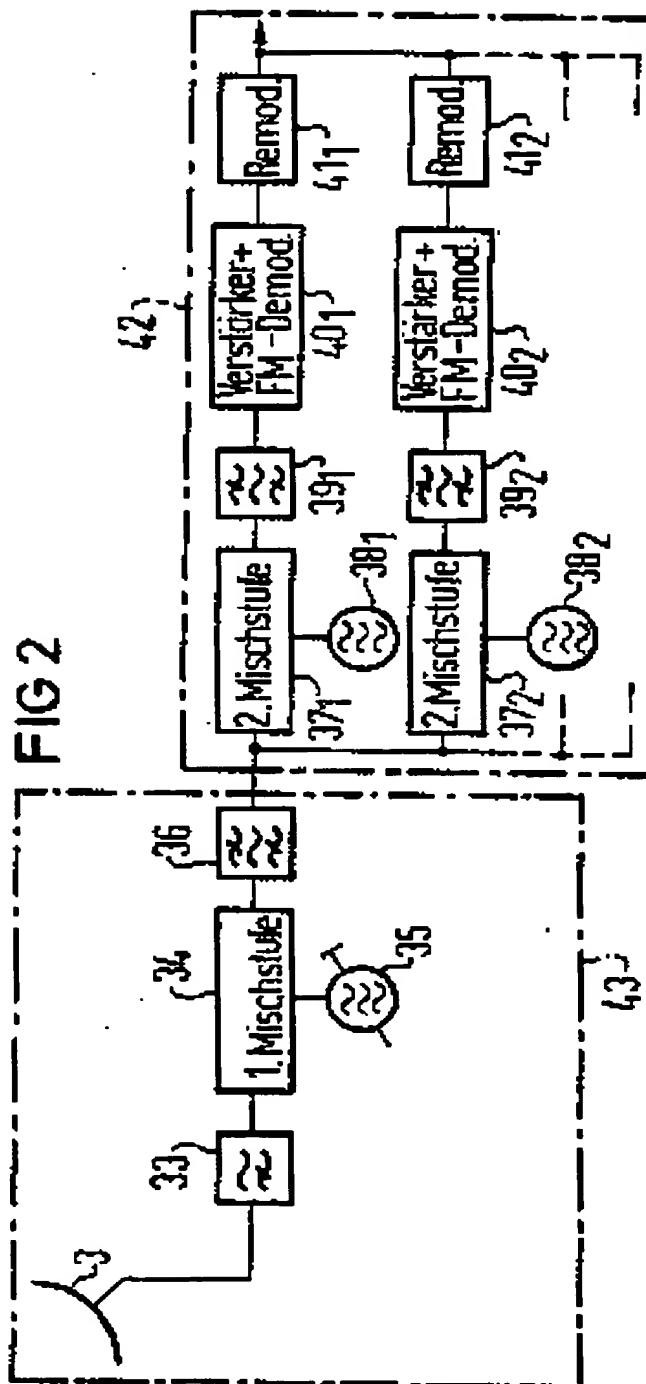 FIG 2
3
33
34
1.Mischstufe
35
36
43
42
2.Mischstufe
37₁
38₁
39₁
Verstärker+
FM-Demod.
40₁
Remod.
41₁
2.Mischstufe
37₂
38₂
39₂
Verstärker+
FM-Demod.
40₂
Remod.
41₂